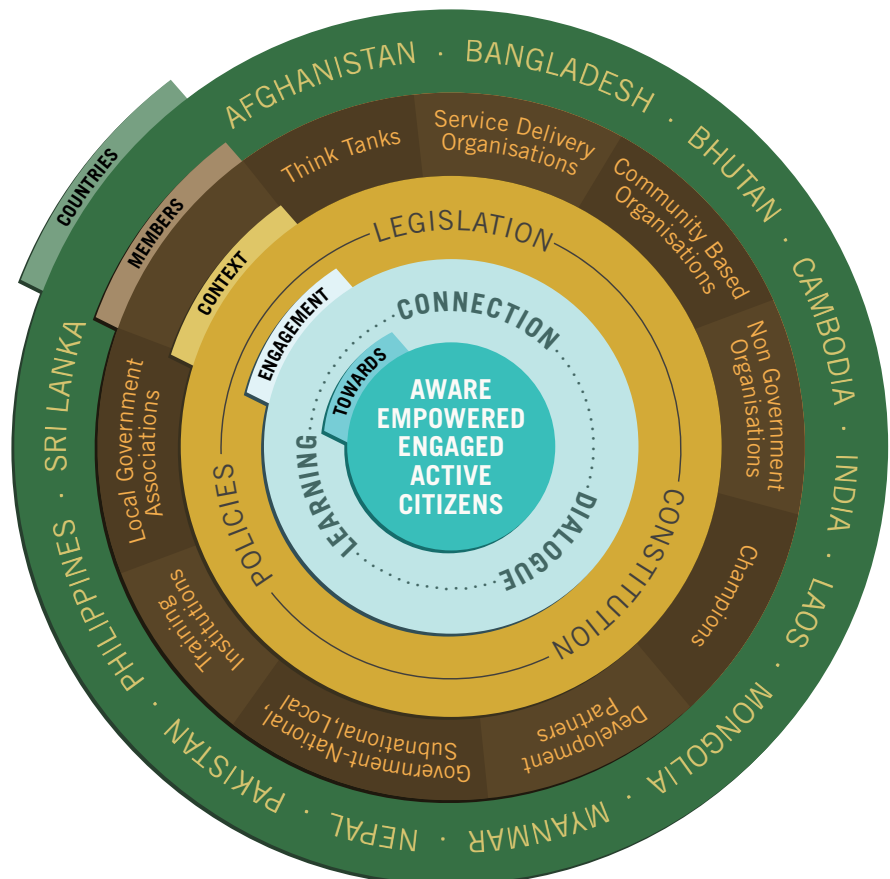 COUNTRIES
AFGHANISTAN · BANGLADESH · BHUTAN · CAMBODIA · INDIA · LAOS · MONGOLIA · MYANMAR · NEPAL · PAKISTAN · PHILIPPINES · SRI LANKA
MEMBERS
Think Tanks
Service Delivery
Organisations
Community Based
Organisations
Non Government
Organisations
Champions
Development
Partners
Government-National,
Subnational, Local
Training
Institutions
Local Government
Associations
CONTEXT
LEGISLATION
CONSTITUTION
POLICIES
ENGAGEMENT
CONNECTION
DIALOGUE
LEARNING
TOWARDS
AWARE
EMPOWERED
ENGAGED
ACTIVE
CITIZENS